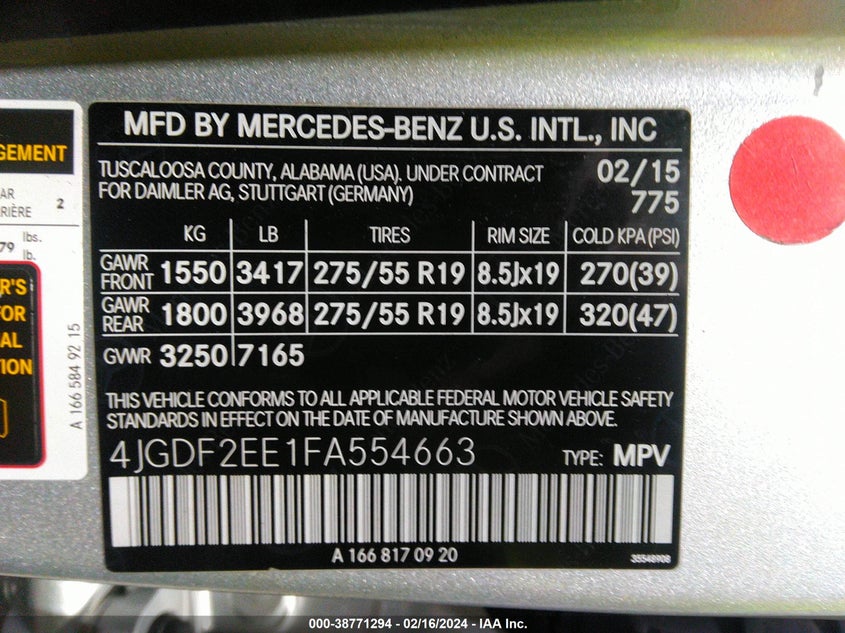 GEMENT
AR
RIÈRE 2
79 lbs.
lb.
R'S
FOR
AL
TION
A 166 584 92 15
MFD BY MERCEDES-BENZ U.S. INTL., INC
TUSCALOOSA COUNTY, ALABAMA (USA). UNDER CONTRACT 02/15
FOR DAIMLER AG, STUTTGART (GERMANY) 775
KG LB TIRES RIM SIZE COLD KPA(PSI)
GAWR FRONT 1550 3417 275/55 R19 8.5Jx19 270(39)
GAWR REAR 1800 3968 275/55 R19 8.5Jx19 320(47)
GVWR 3250 7165
THIS VEHICLE CONFORMS TO ALL APPLICABLE FEDERAL MOTOR VEHICLE SAFETY
STANDARDS IN EFFECT ON THE DATE OF MANUFACTURE SHOWN ABOVE.
4JGDF2EE1FA554663 TYPE: MPV
A 166 817 09 20
35548908
000-38771294 - 02/16/2024 - IAA Inc.